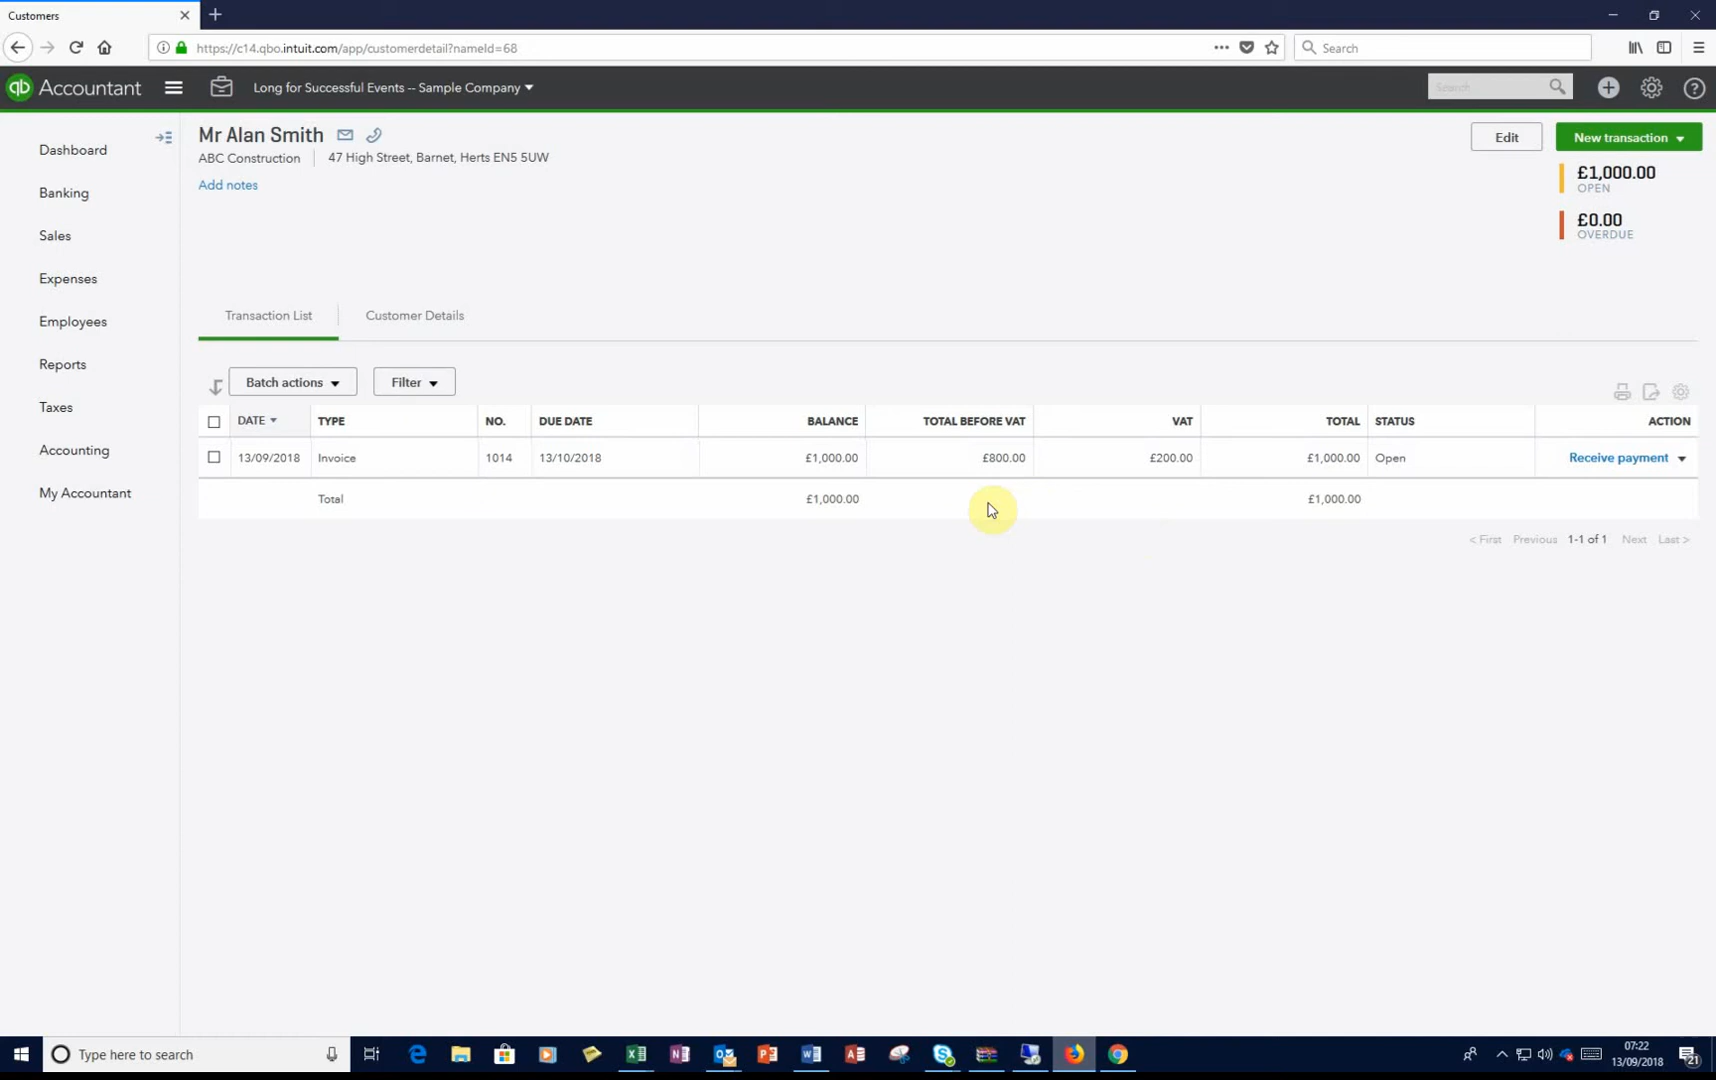 Customers
https://c14.qbo.intuit.com/app/customerdetail?nameId=68
Search
qb Accountant
Long for Successful Events -- Sample Company
Search
Mr Alan Smith
Edit
New transaction
ABC Construction
47 High Street, Barnet, Herts EN5 5UW
Add notes
£1,000.00
OPEN
£0.00
OVERDUE
Dashboard
Banking
Sales
Expenses
Employees
Reports
Taxes
Accounting
My Accountant
Transaction List
Customer Details
Batch actions
Filter
DATE TYPE NO. DUE DATE BALANCE TOTAL BEFORE VAT VAT TOTAL STATUS ACTION
13/09/2018 Invoice 1014 13/10/2018 £1,000.00 £800.00 £200.00 £1,000.00 Open Receive payment
Total £1,000.00 £1,000.00
< First Previous 1-1 of 1 Next Last >
Type here to search
07:22
13/09/2018
21